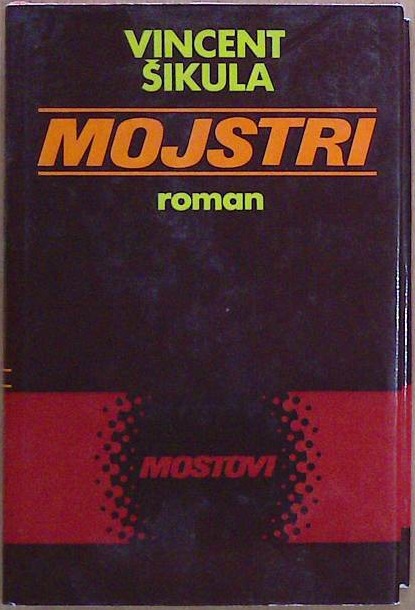 VINCENT
ŠIKULA
MOJSTRI
roman
MOSTOVI